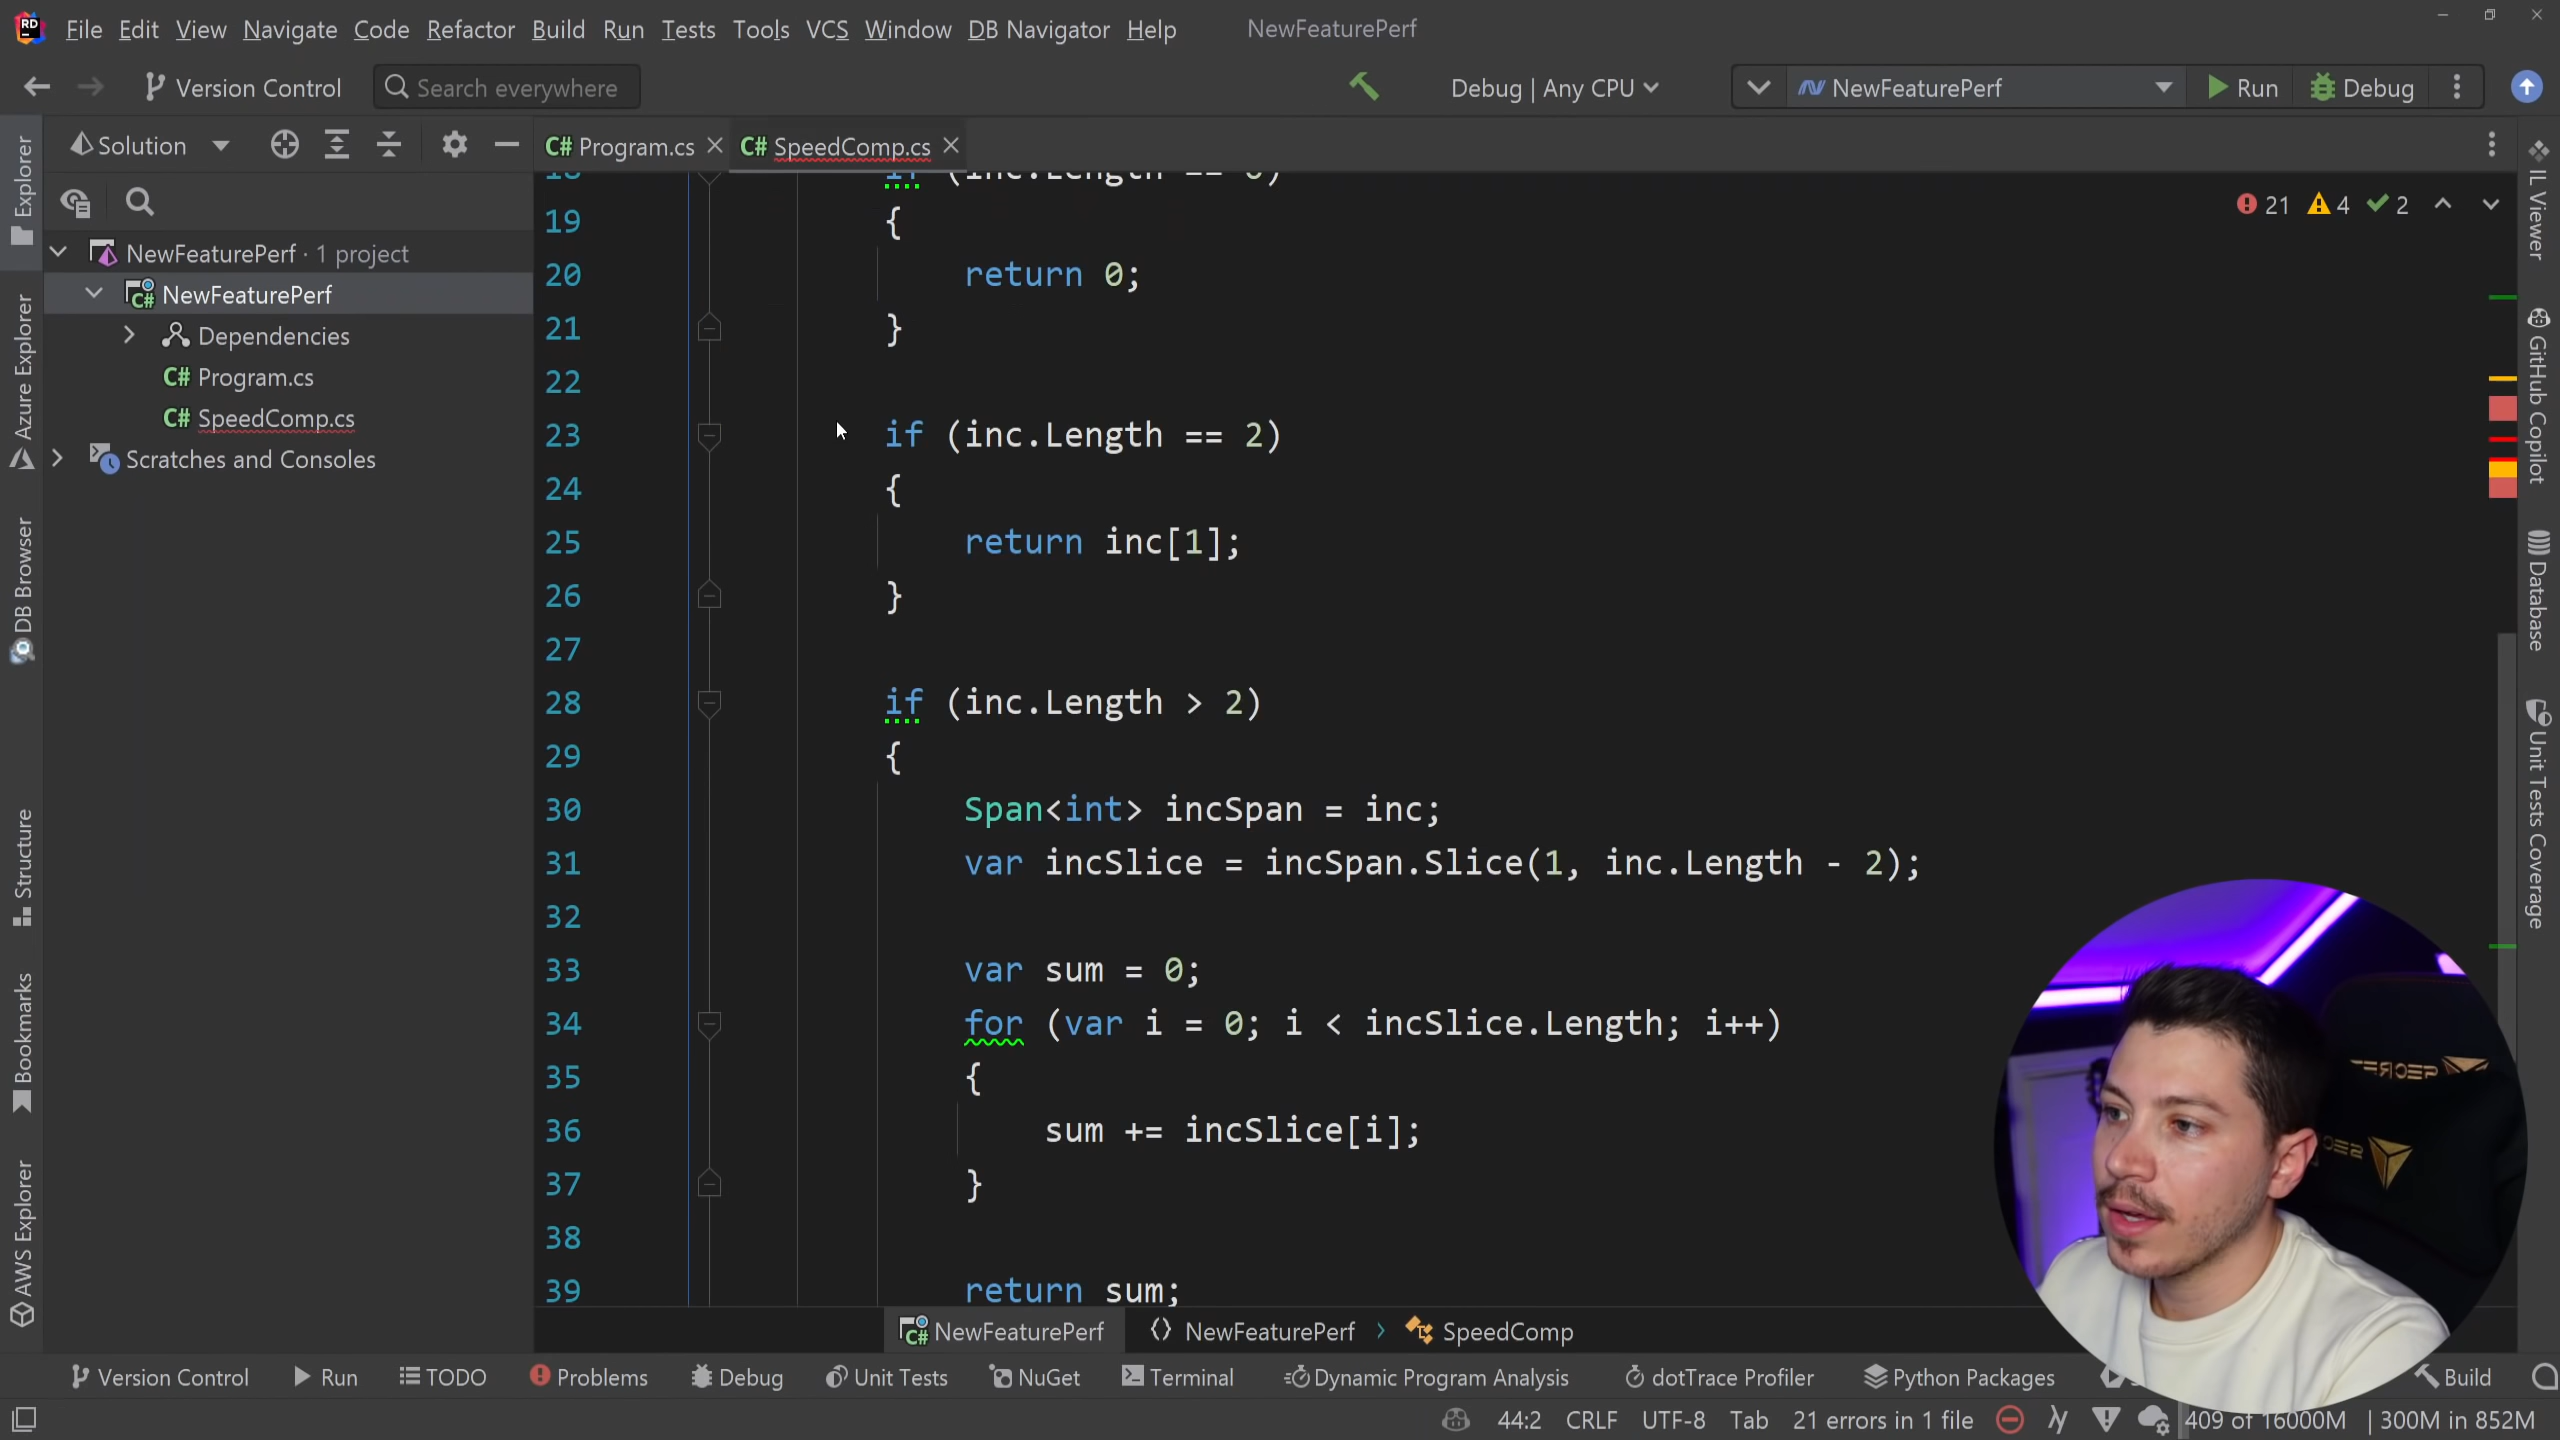 File Edit View Navigate Code Refactor Build Run Tests Tools VCS Window DB Navigator Help NewFeaturePerf
Version Control Search everywhere Debug | Any CPU NewFeaturePerf Run Debug
Solution C# Program.cs C# SpeedComp.cs
21 4 2
NewFeaturePerf · 1 project
NewFeaturePerf
Dependencies
C# Program.cs
C# SpeedComp.cs
Scratches and Consoles
Explorer
Azure Explorer
DB Browser
Structure
Bookmarks
AWS Explorer
if (inc.Length == 0)
19 {
20 return 0;
21 }
22
23 if (inc.Length == 2)
24 {
25 return inc[1];
26 }
27
28 if (inc.Length > 2)
29 {
30 Span<int> incSpan = inc;
31 var incSlice = incSpan.Slice(1, inc.Length - 2);
32
33 var sum = 0;
34 for (var i = 0; i < incSlice.Length; i++)
35 {
36 sum += incSlice[i];
37 }
38
39 return sum;
IL Viewer
GitHub Copilot
Database
Unit Tests Coverage
NewFeaturePerf NewFeaturePerf SpeedComp
Version Control Run TODO Problems Debug Unit Tests NuGet Terminal Dynamic Program Analysis dotTrace Profiler Python Packages Build
44:2 CRLF UTF-8 Tab 21 errors in 1 file 409 of 16000M | 300M in 852M